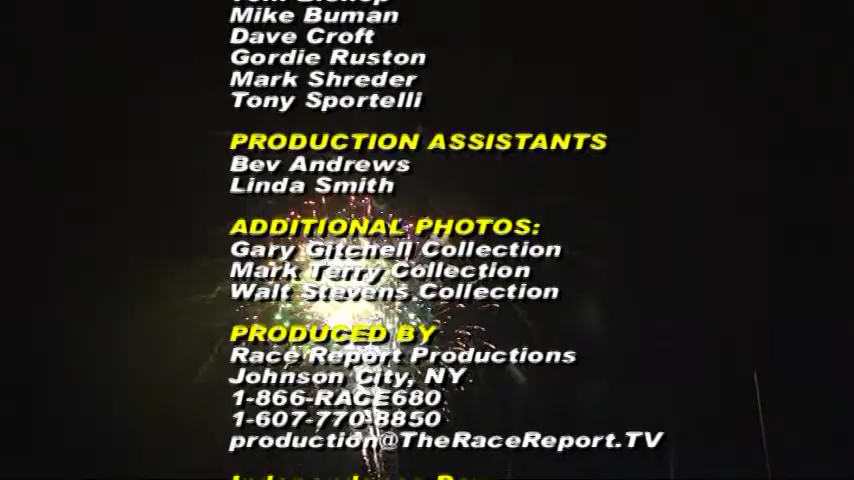 Mike Buman
Dave Croft
Gordie Ruston
Mark Shreder
Tony Sportelli
PRODUCTION ASSISTANTS
Bev Andrews
Linda Smith
ADDITIONAL PHOTOS:
Gary Gitchell Collection
Mark Terry Collection
Walt Stevens Collection
PRODUCED BY
Race Report Productions
Johnson City, NY
1-866-RACE680
1-607-770-8850
production@TheRaceReport.TV